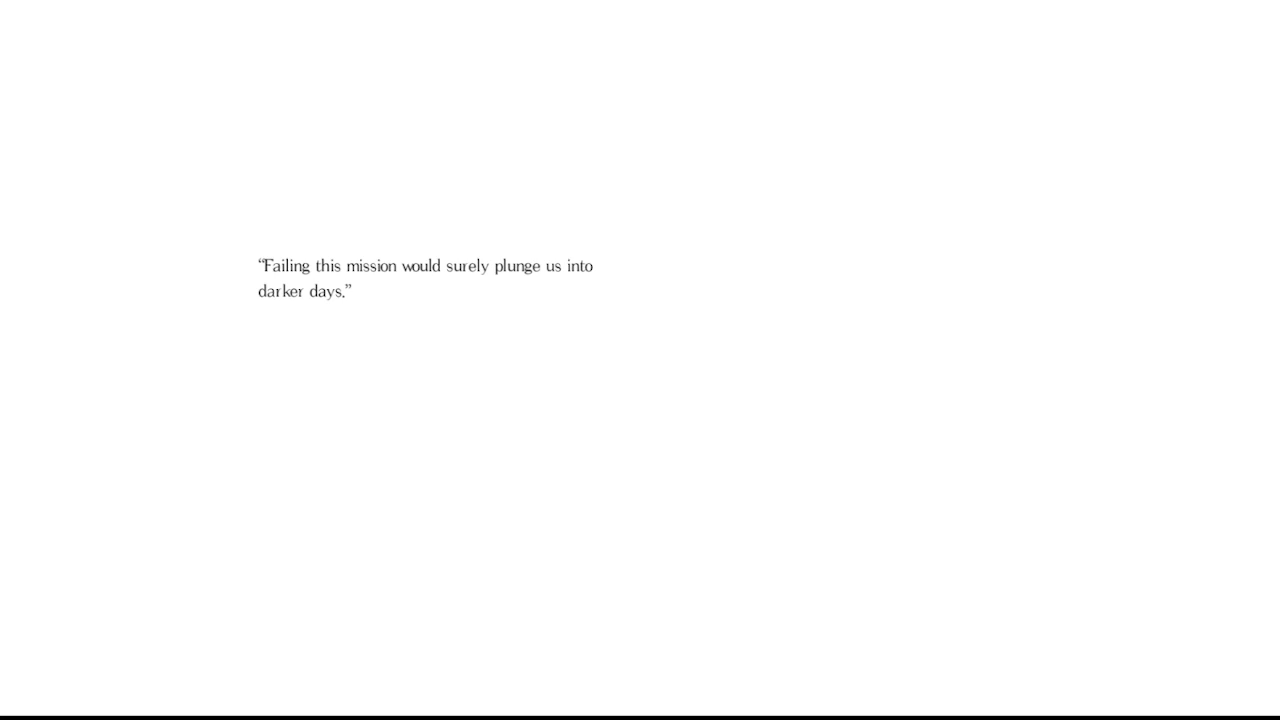 “Failing this mission would surely plunge us into
darker days.”